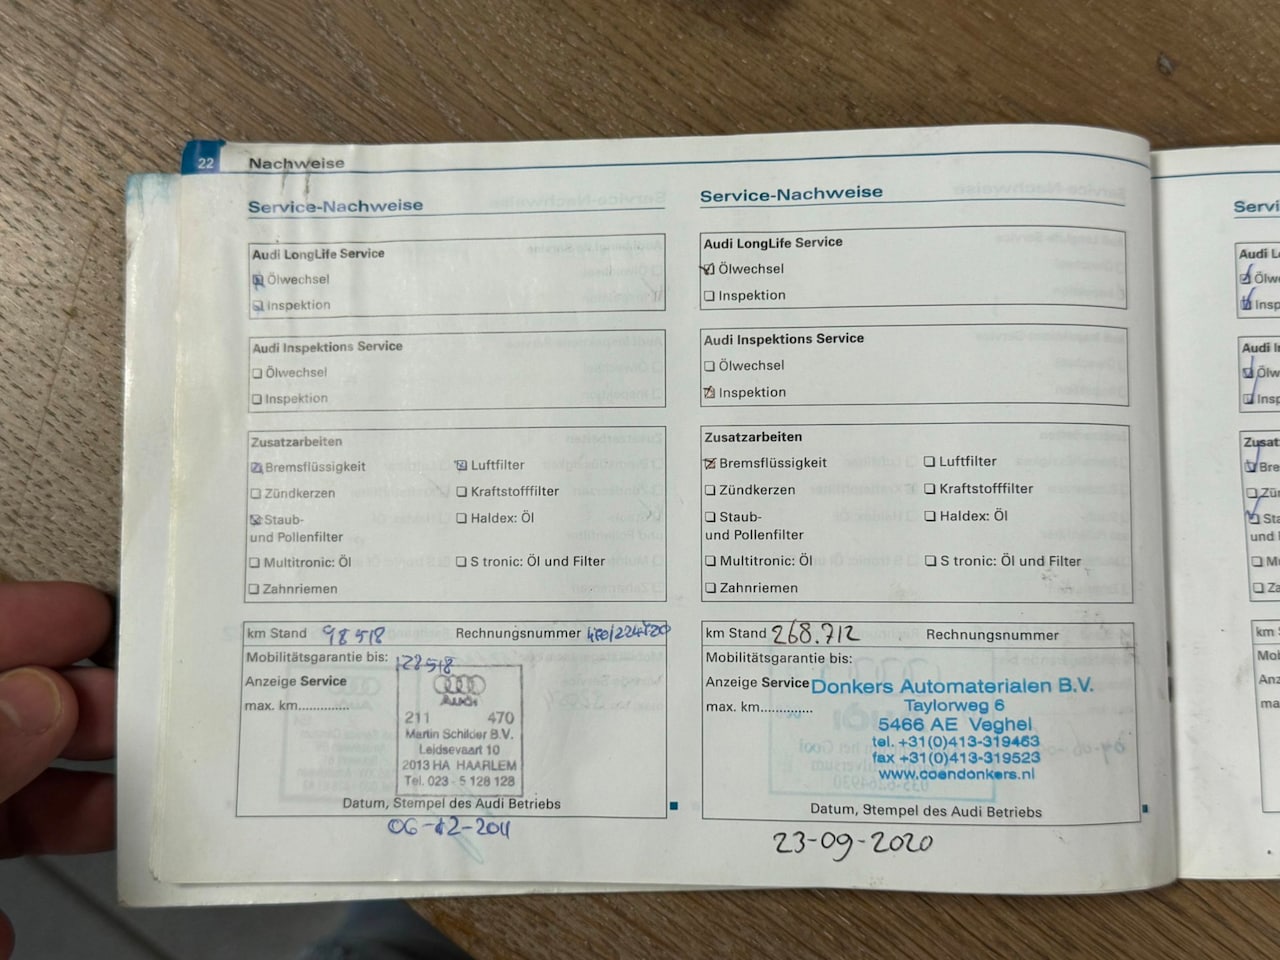 22 Nachweise
Service-Nachweise
Audi LongLife Service
Ölwechsel
Inspektion
Audi Inspektions Service
Ölwechsel
Inspektion
Zusatzarbeiten
Bremsflüssigkeit Luftfilter
Zündkerzen Kraftstofffilter
Staub- Haldex: Öl
und Pollenfilter
Multitronic: Öl S tronic: Öl und Filter
Zahnriemen
km Stand 98518 Rechnungsnummer
Mobilitätsgarantie bis: 128518
Anzeige Service
max. km..............
Audi
211 470
Martin Schilder B.V.
Leidsevaart 10
2013 HA HAARLEM
Tel. 023 - 5 128 128
Datum, Stempel des Audi Betriebs
06-12-2011
Service-Nachweise
Audi LongLife Service
Ölwechsel
Inspektion
Audi Inspektions Service
Ölwechsel
Inspektion
Zusatzarbeiten
Bremsflüssigkeit Luftfilter
Zündkerzen Kraftstofffilter
Staub- Haldex: Öl
und Pollenfilter
Multitronic: Öl S tronic: Öl und Filter
Zahnriemen
km Stand 268.712 Rechnungsnummer
Mobilitätsgarantie bis:
Anzeige Service
max. km..............
Donkers Automaterialen B.V.
Taylorweg 6
5466 AE Veghel
tel. +31(0)413-319453
fax +31(0)413-319523
www.coendonkers.nl
Datum, Stempel des Audi Betriebs
23-09-2020